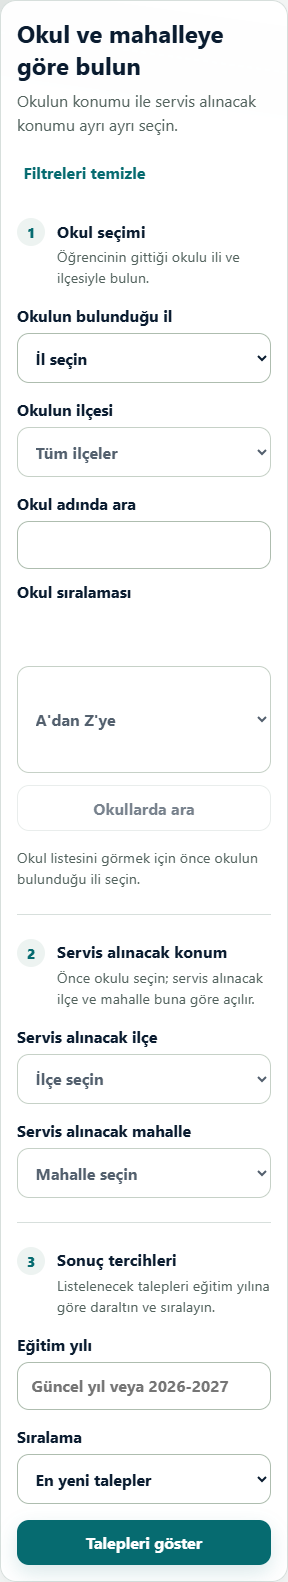 Okul ve mahalleye
göre bulun
Okulun konumu ile servis alınacak
konumu ayrı ayrı seçin.
Filtreleri temizle
1 Okul seçimi
Öğrencinin gittiği okulu ili ve
ilçesiyle bulun.
Okulun bulunduğu il
İl seçin
Okulun ilçesi
Tüm ilçeler
Okul adında ara
Okul sıralaması
A'dan Z'ye
Okullarda ara
Okul listesini görmek için önce okulun
bulunduğu ili seçin.
2 Servis alınacak konum
Önce okulu seçin; servis alınacak
ilçe ve mahalle buna göre açılır.
Servis alınacak ilçe
İlçe seçin
Servis alınacak mahalle
Mahalle seçin
3 Sonuç tercihleri
Listelenecek talepleri eğitim yılına
göre daraltın ve sıralayın.
Eğitim yılı
Güncel yıl veya 2026-2027
Sıralama
En yeni talepler
Talepleri göster